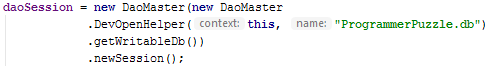 daoSession = new DaoMaster(new DaoMaster
.DevOpenHelper( context: this, name: "ProgrammerPuzzle.db")
.getWritableDb())
.newSession();